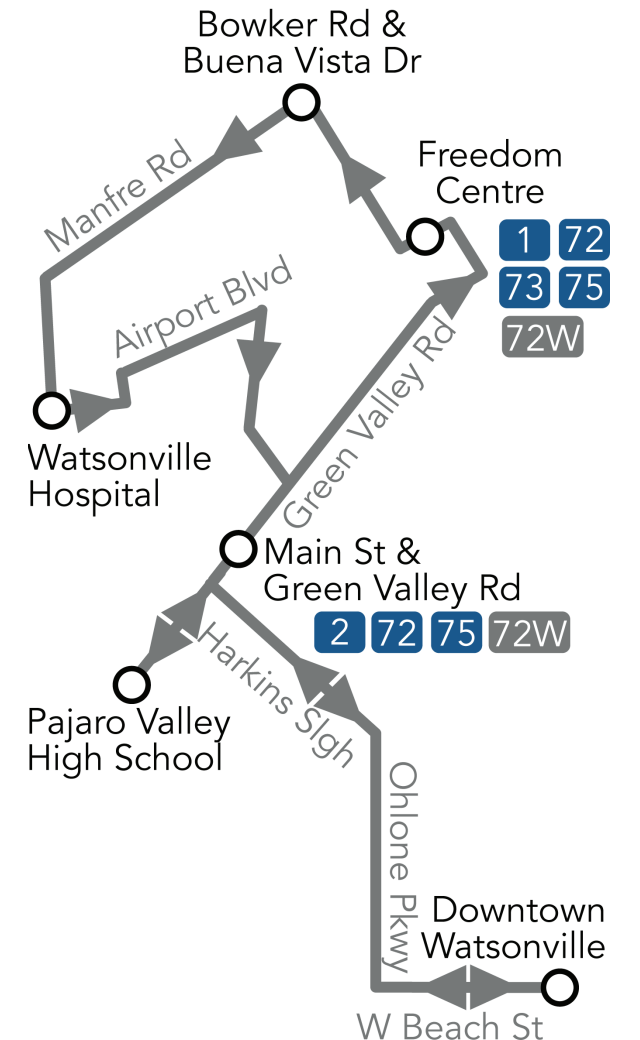 Bowker Rd &
Buena Vista Dr
Manfre Rd
Freedom
Centre
1 72
73 75
72W
Airport Blvd
Green Valley Rd
Watsonville
Hospital
Main St &
Green Valley Rd
2 72 75 72W
Harkins Slgh
Pajaro Valley
High School
Ohlone Pkwy
Downtown
Watsonville
W Beach St